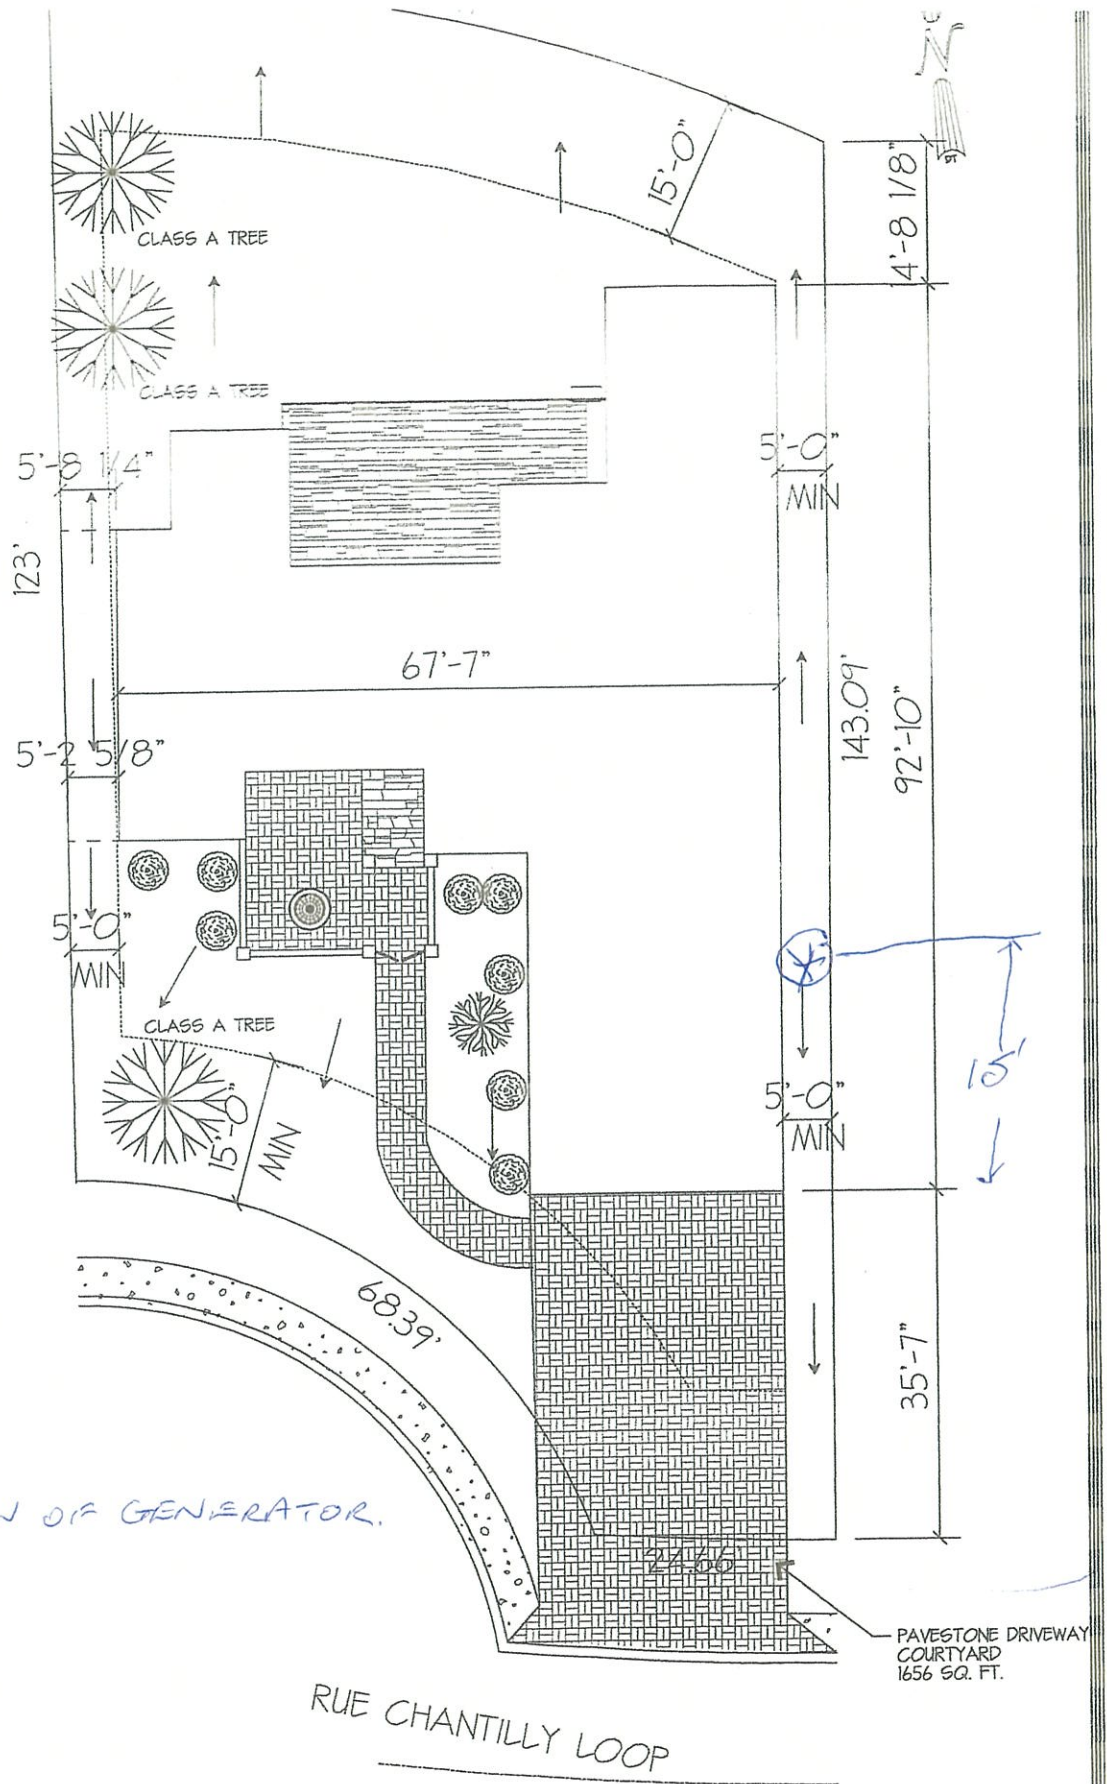 N
15'-0"
4'-8 1/8"
CLASS A TREE
CLASS A TREE
5'-8 1/4"
5'-0"
MIN
123'
67'-7"
143.09'
92'-10"
5'-2 5/8"
5'-0"
MIN
CLASS A TREE
15'-0"
MIN
15'
5'-0"
MIN
68.39'
35'-7"
N OF GENERATOR.
24.66'
PAVESTONE DRIVEWAY
COURTYARD
1656 SQ. FT.
RUE CHANTILLY LOOP